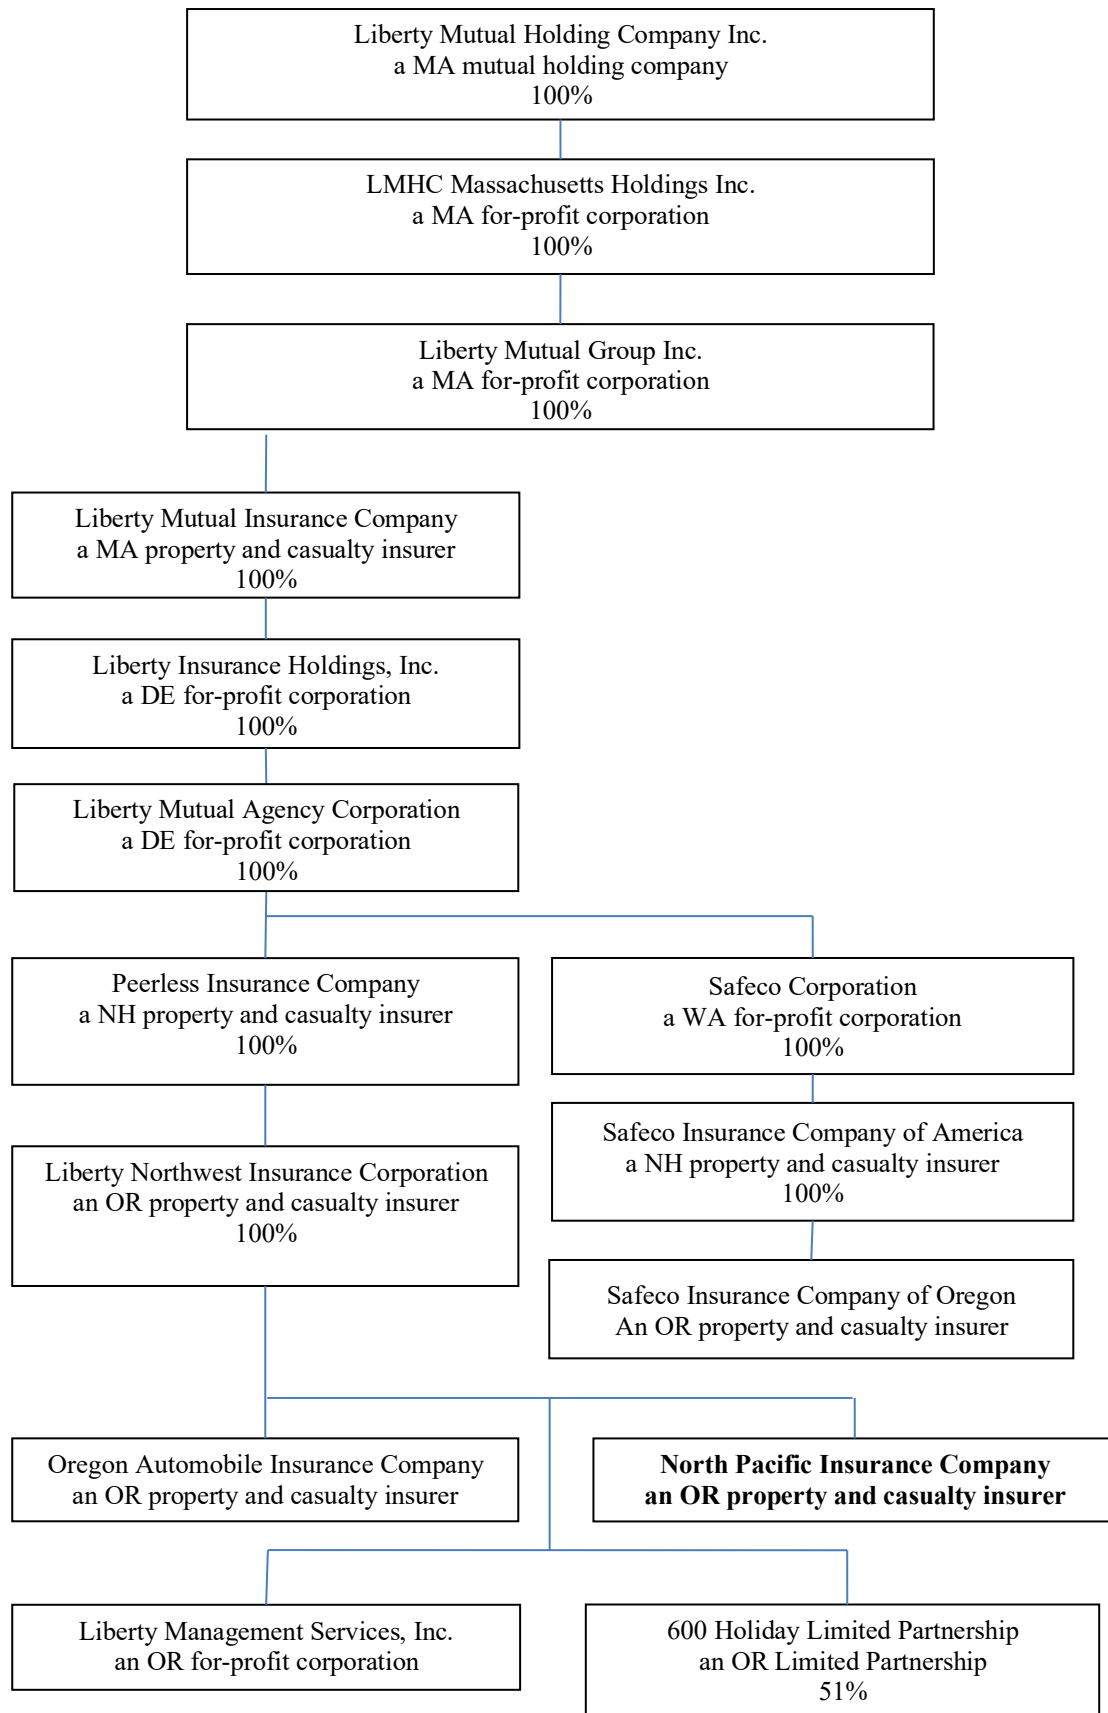 Liberty Mutual Holding Company Inc.
a MA mutual holding company
100%
LMHC Massachusetts Holdings Inc.
a MA for-profit corporation
100%
Liberty Mutual Group Inc.
a MA for-profit corporation
100%
Liberty Mutual Insurance Company
a MA property and casualty insurer
100%
Liberty Insurance Holdings, Inc.
a DE for-profit corporation
100%
Liberty Mutual Agency Corporation
a DE for-profit corporation
100%
Peerless Insurance Company
a NH property and casualty insurer
100%
Safeco Corporation
a WA for-profit corporation
100%
Safeco Insurance Company of America
a NH property and casualty insurer
100%
Liberty Northwest Insurance Corporation
an OR property and casualty insurer
100%
Safeco Insurance Company of Oregon
An OR property and casualty insurer
Oregon Automobile Insurance Company
an OR property and casualty insurer
North Pacific Insurance Company
an OR property and casualty insurer
Liberty Management Services, Inc.
an OR for-profit corporation
600 Holiday Limited Partnership
an OR Limited Partnership
51%